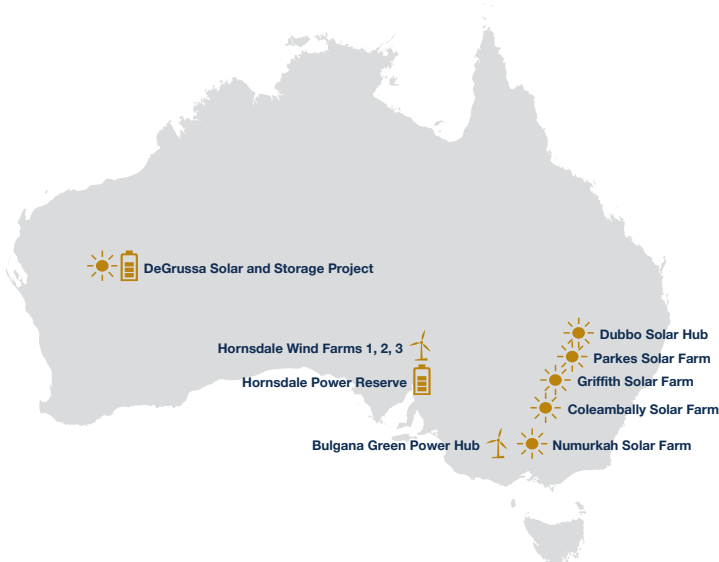 DeGrussa Solar and Storage Project
Dubbo Solar Hub
Hornsdale Wind Farms 1, 2, 3
Parkes Solar Farm
Hornsdale Power Reserve
Griffith Solar Farm
Coleambally Solar Farm
Bulgana Green Power Hub
Numurkah Solar Farm